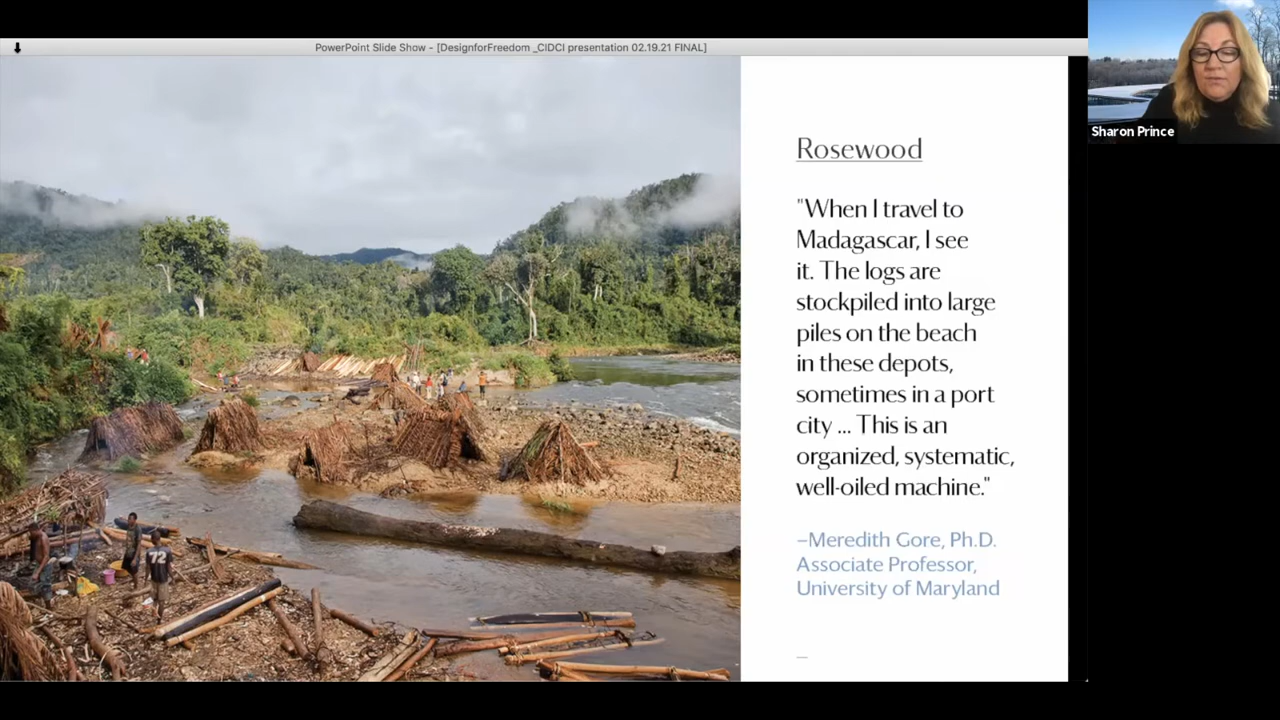 PowerPoint Slide Show - [DesignforFreedom _CIDCI presentation 02.19.21 FINAL]
Sharon Prince
Rosewood
"When I travel to
Madagascar, I see
it. The logs are
stockpiled into large
piles on the beach
in these depots,
sometimes in a port
city ... This is an
organized, systematic,
well-oiled machine."
–Meredith Gore, Ph.D.
Associate Professor,
University of Maryland
72